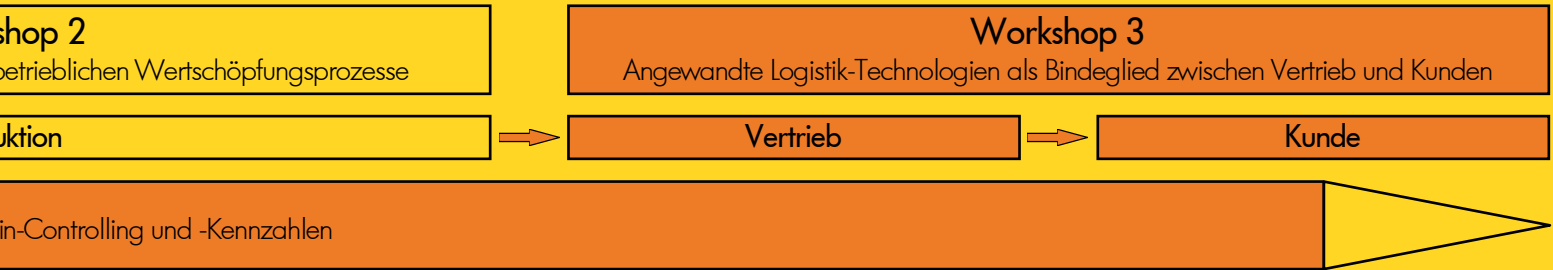 shop 2
betrieblichen Wertschöpfungsprozesse
Workshop 3
Angewandte Logistik-Technologien als Bindeglied zwischen Vertrieb und Kunden
uktion
Vertrieb
Kunde
in-Controlling und -Kennzahlen